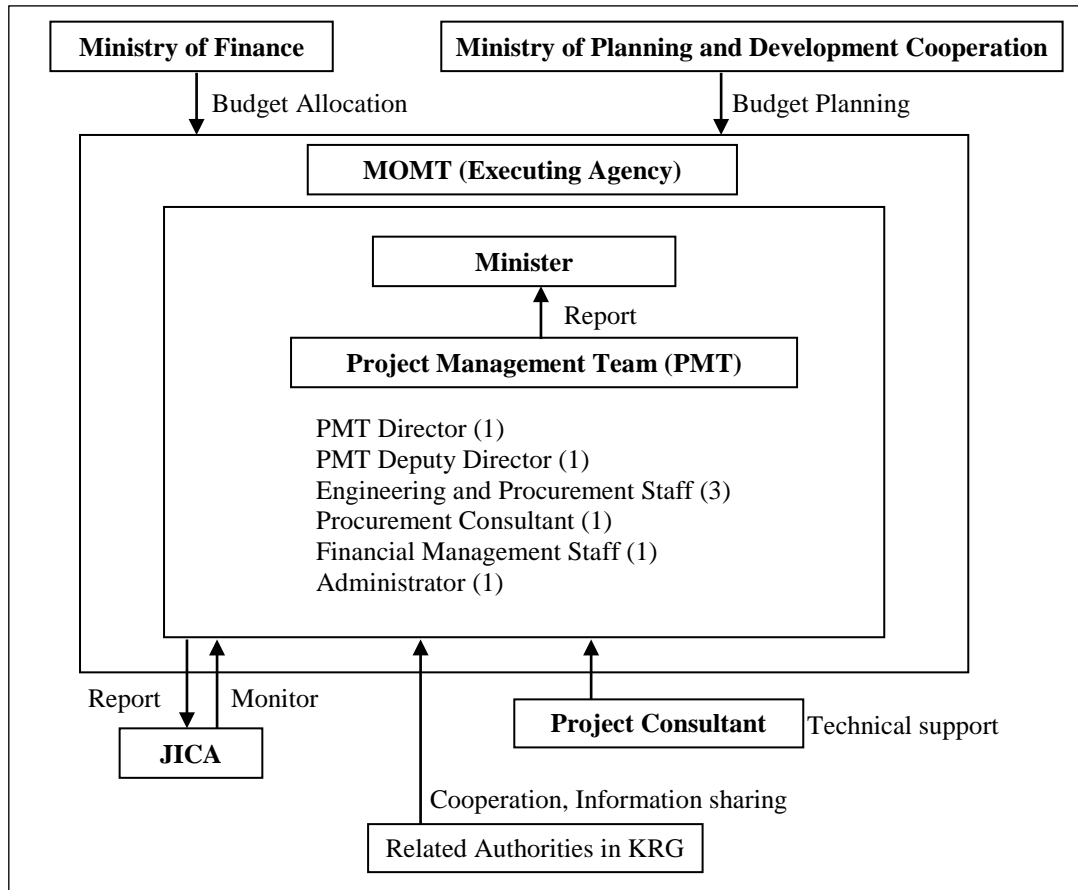 Ministry of Finance
Ministry of Planning and Development Cooperation
Budget Allocation
Budget Planning
MOMT (Executing Agency)
Minister
Report
Project Management Team (PMT)
PMT Director (1)
PMT Deputy Director (1)
Engineering and Procurement Staff (3)
Procurement Consultant (1)
Financial Management Staff (1)
Administrator (1)
Report
Monitor
Project Consultant
Technical support
JICA
Cooperation, Information sharing
Related Authorities in KRG